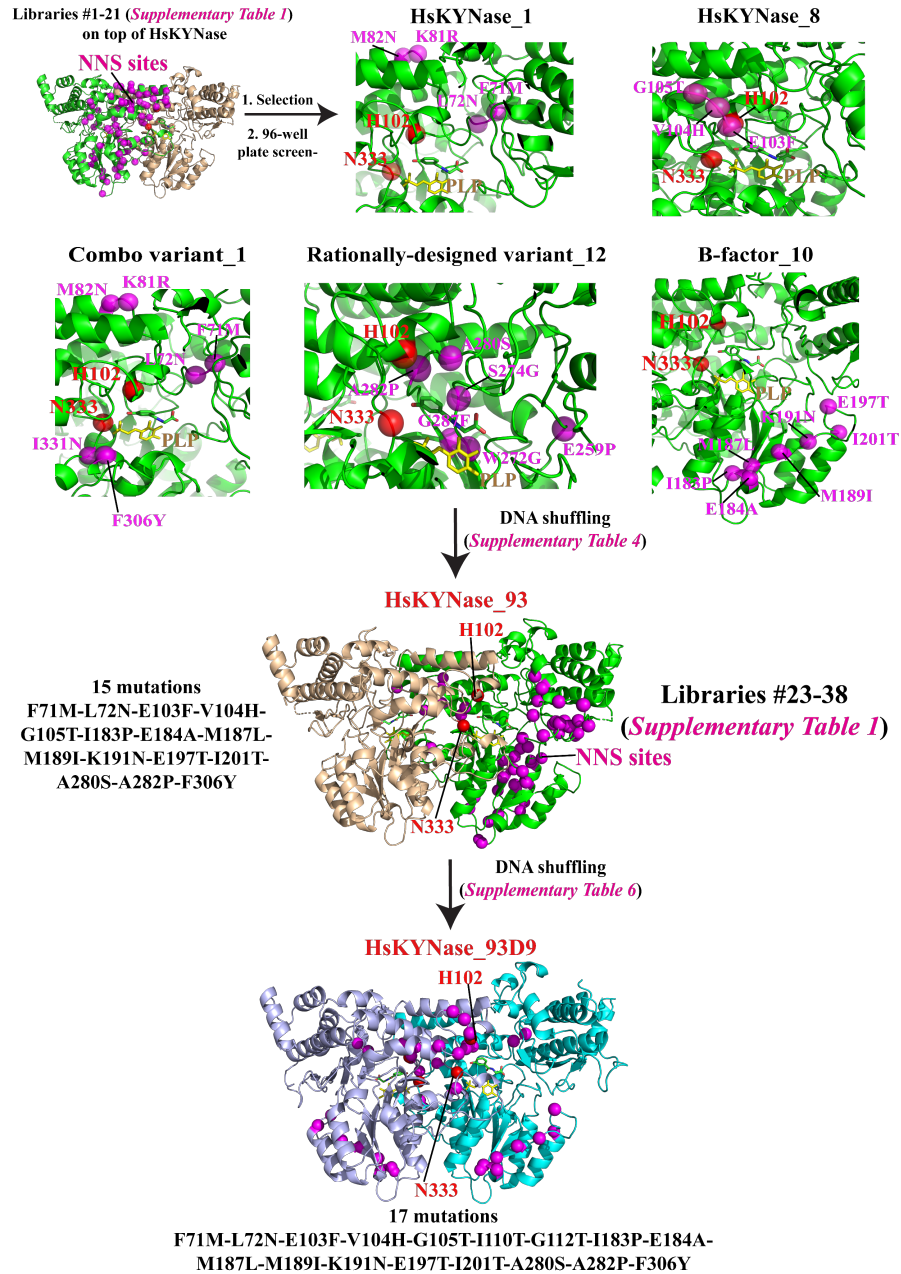 Libraries #1-21 (Supplementary Table 1)
on top of HsKYNase
NNS sites
1. Selection
2. 96-well
plate screen-
HsKYNase_1
M82N
K81R
F71M
L72N
H102
N333
PLP
HsKYNase_8
G105T
H102
V104H
E103F
N333
PLP
Combo variant_1
M82N
K81R
F71M
L72N
H102
N333
PLP
I331N
F306Y
Rationally-designed variant_12
H102
A280S
S274G
A282P
N333
W272G
E259P
PLP
B-factor_10
H102
N333
PLP
E197T
K191N
I201T
M187L
I183P
M189I
E184A
DNA shuffling
(Supplementary Table 4)
HsKYNase_93
H102
15 mutations
F71M-L72N-E103F-V104H-
G105T-I183P-E184A-M187L-
M189I-K191N-E197T-I201T-
A280S-A282P-F306Y
Libraries #23-38
(Supplementary Table 1)
NNS sites
N333
DNA shuffling
(Supplementary Table 6)
HsKYNase_93D9
H102
N333
17 mutations
F71M-L72N-E103F-V104H-G105T-I110T-G112T-I183P-E184A-
M187L-M189I-K191N-E197T-I201T-A280S-A282P-F306Y